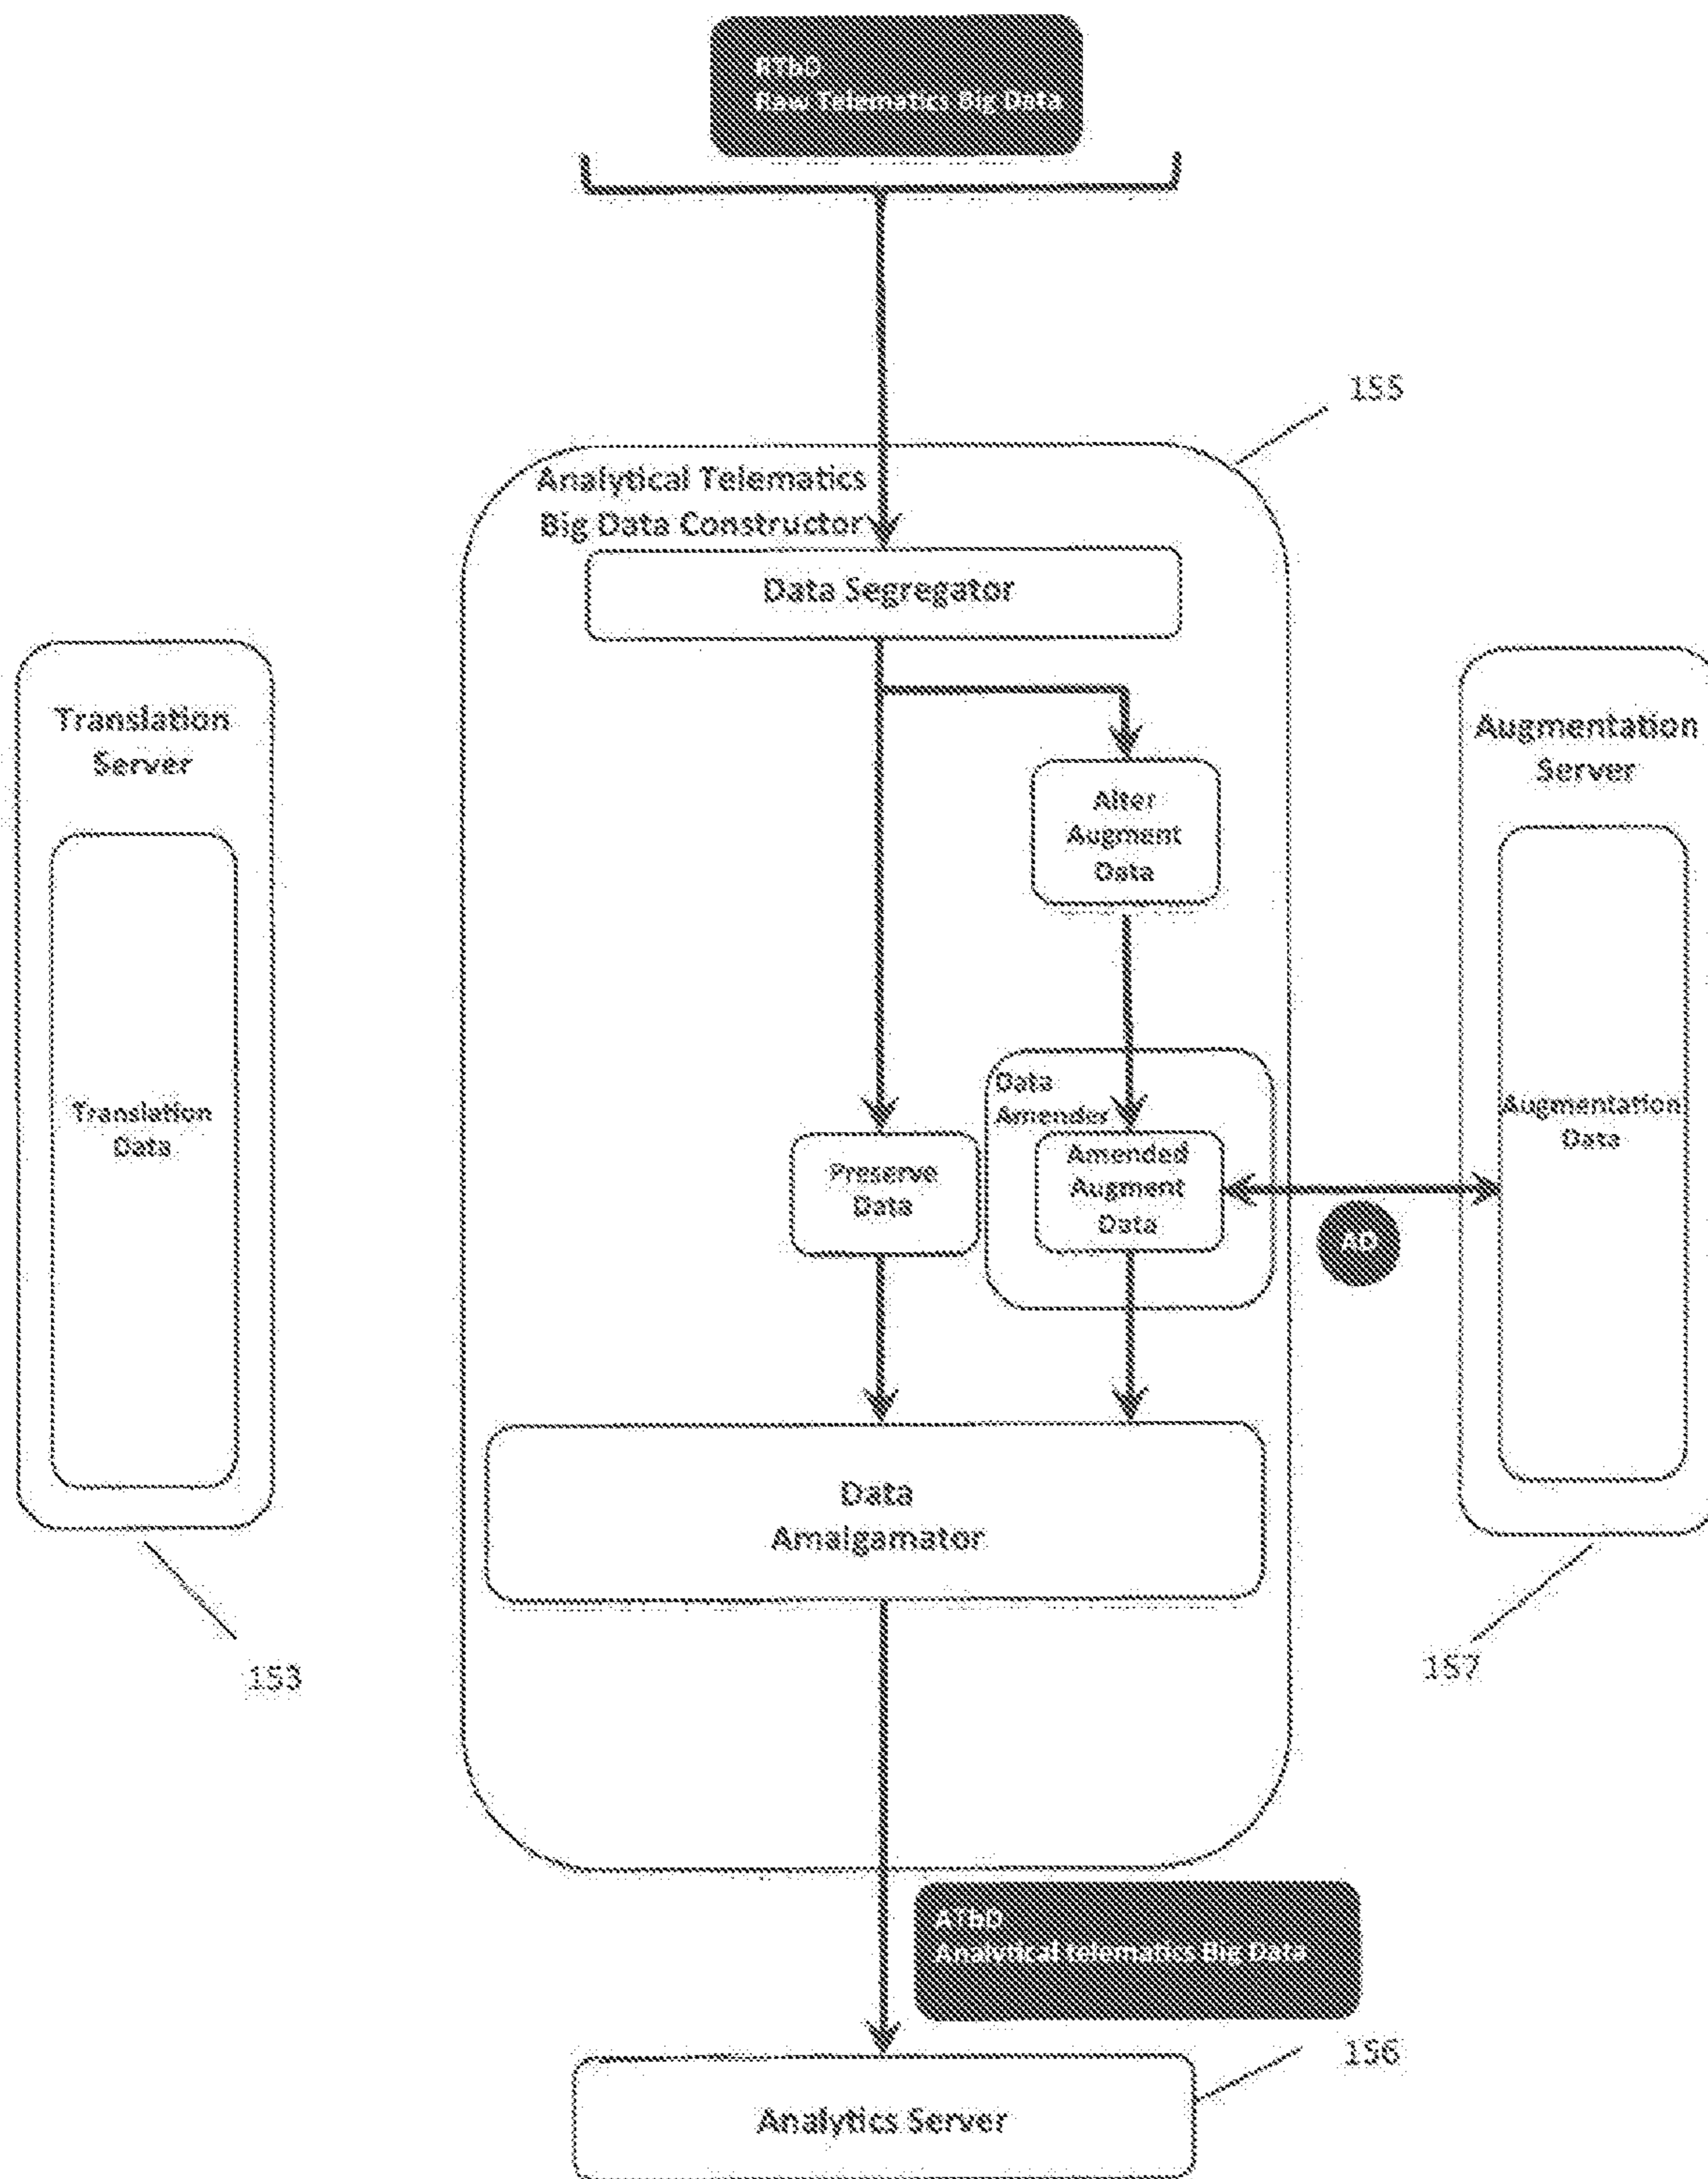 RTbD
Raw Telematics Big Data
155
Analytical Telematics
Big Data Constructor
Data Segregator
Translation
Server
Augmentation
Server
Alter
Augment
Data
Translation
Data
Data
Amender
Augmentation
Data
Preserve
Data
Amended
Augment
Data
AD
Data
Amalgamator
153
157
ATbD
Analytical telematics Big Data
156
Analytics Server